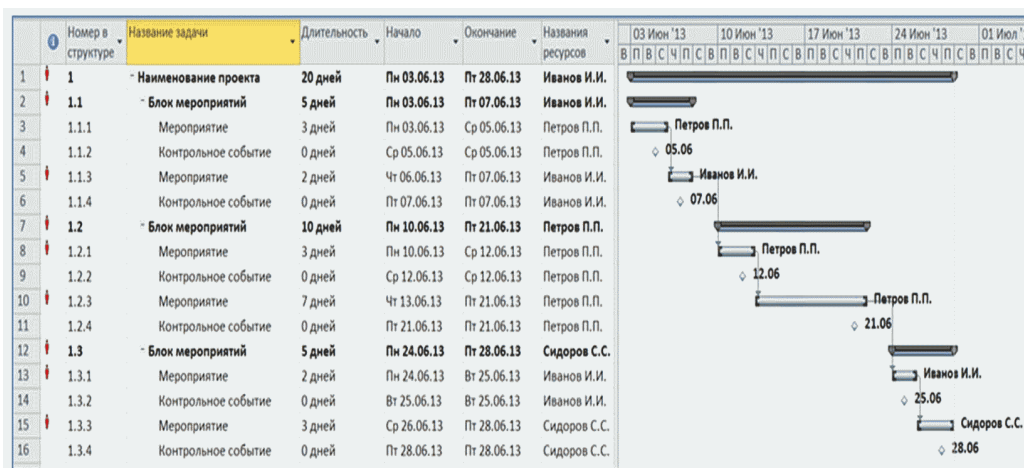 Номер в структуре Название задачи Длительность Начало Окончание Названия ресурсов 03 Июн '13 10 Июн '13 17 Июн '13 24 Июн '13 01 Июл '
В П В С Ч П С В П В С Ч П С В П В С Ч П С В П В С Ч П С В П В С Ч
1 1 - Наименование проекта 20 дней Пн 03.06.13 Пт 28.06.13 Иванов И.И.
2 1.1 - Блок мероприятий 5 дней Пн 03.06.13 Пт 07.06.13 Иванов И.И.
3 1.1.1 Мероприятие 3 дней Пн 03.06.13 Ср 05.06.13 Петров П.П. Петров П.П.
4 1.1.2 Контрольное событие 0 дней Ср 05.06.13 Ср 05.06.13 Петров П.П. 05.06
5 1.1.3 Мероприятие 2 дней Чт 06.06.13 Пт 07.06.13 Иванов И.И. Иванов И.И.
6 1.1.4 Контрольное событие 0 дней Пт 07.06.13 Пт 07.06.13 Иванов И.И. 07.06
7 1.2 - Блок мероприятий 10 дней Пн 10.06.13 Пт 21.06.13 Петров П.П.
8 1.2.1 Мероприятие 3 дней Пн 10.06.13 Ср 12.06.13 Петров П.П. Петров П.П.
9 1.2.2 Контрольное событие 0 дней Ср 12.06.13 Ср 12.06.13 Петров П.П. 12.06
10 1.2.3 Мероприятие 7 дней Чт 13.06.13 Пт 21.06.13 Петров П.П. Петров П.П.
11 1.2.4 Контрольное событие 0 дней Пт 21.06.13 Пт 21.06.13 Петров П.П. 21.06
12 1.3 - Блок мероприятий 5 дней Пн 24.06.13 Пт 28.06.13 Сидоров С.С.
13 1.3.1 Мероприятие 2 дней Пн 24.06.13 Вт 25.06.13 Иванов И.И. Иванов И.И.
14 1.3.2 Контрольное событие 0 дней Вт 25.06.13 Вт 25.06.13 Иванов И.И. 25.06
15 1.3.3 Мероприятие 3 дней Ср 26.06.13 Пт 28.06.13 Сидоров С.С. Сидоров С.С.
16 1.3.4 Контрольное событие 0 дней Пт 28.06.13 Пт 28.06.13 Сидоров С.С. 28.06